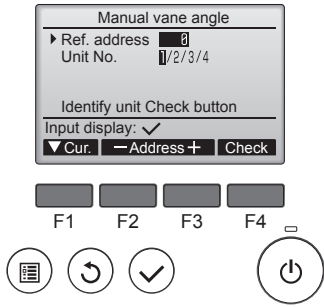 Manual vane angle
Ref. address 0
Unit No. 1/2/3/4
Identify unit Check button
Input display: ✓
▼ Cur. − Address + Check
F1 F2 F3 F4